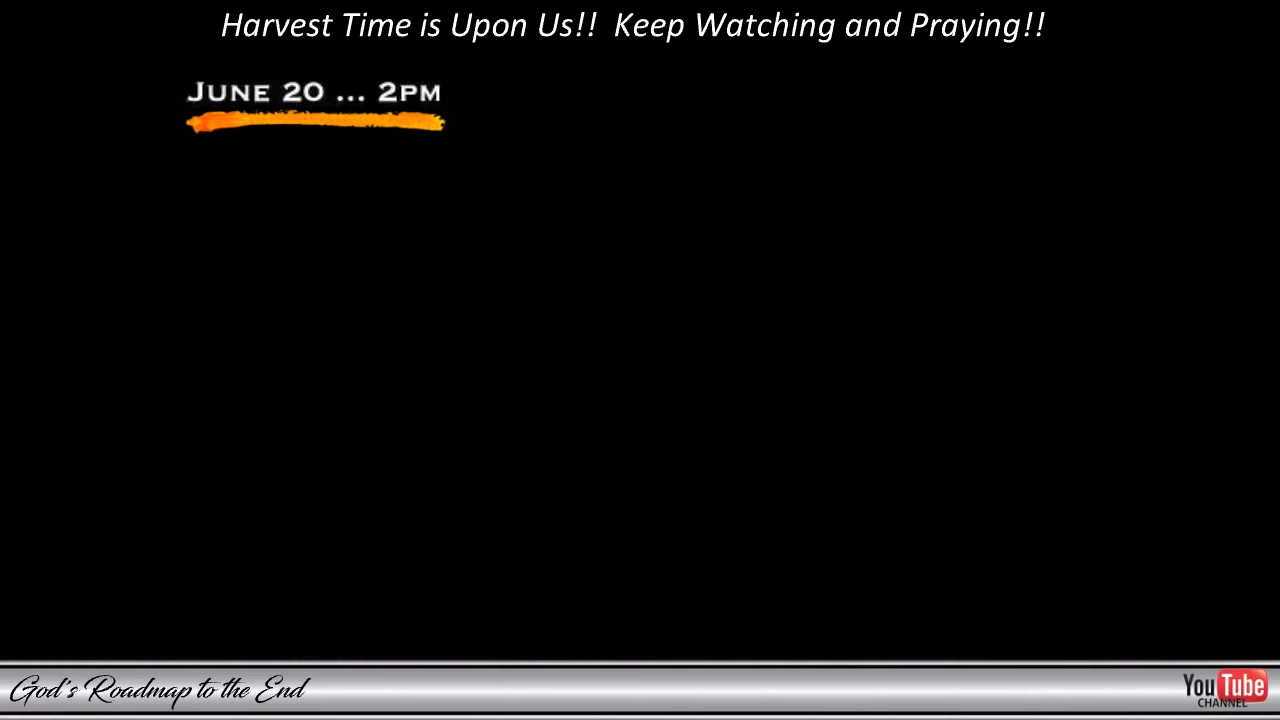 Harvest Time is Upon Us!! Keep Watching and Praying!!
June 20 ... 2pm
God's Roadmap to the End
YouTube
CHANNEL